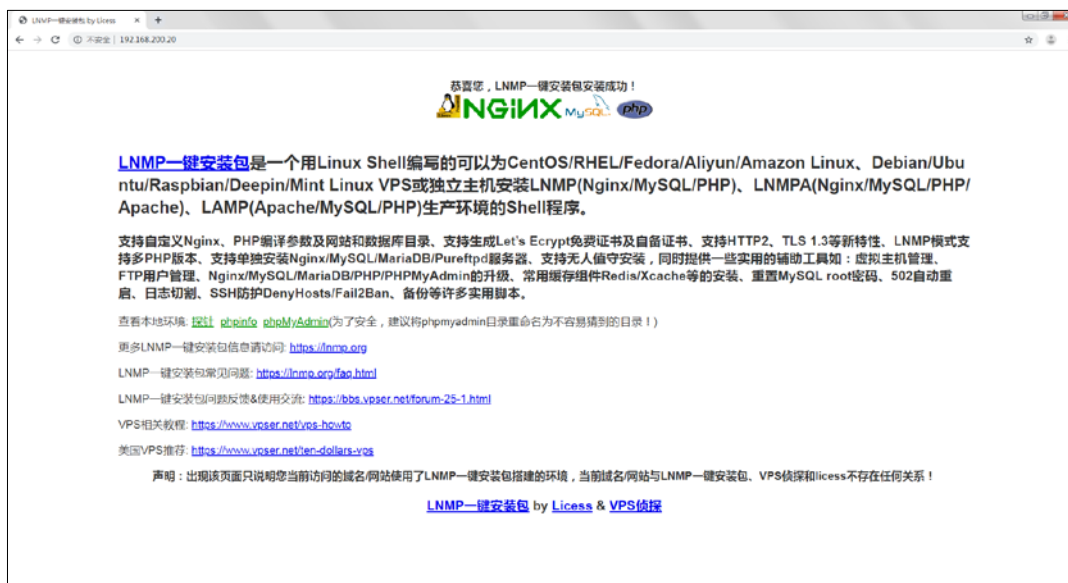 LNMP一键安装包 by Licess
不安全 | 192.168.200.20
恭喜您，LNMP一键安装包安装成功！
NGINX MySQL php
LNMP一键安装包是一个用Linux Shell编写的可以为CentOS/RHEL/Fedora/Aliyun/Amazon Linux、Debian/Ubu
ntu/Raspbian/Deepin/Mint Linux VPS或独立主机安装LNMP(Nginx/MySQL/PHP)、LNMPA(Nginx/MySQL/PHP/
Apache)、LAMP(Apache/MySQL/PHP)生产环境的Shell程序。
支持自定义Nginx、PHP编译参数及网站和数据库目录、支持生成Let's Ecrypt免费证书及自备证书、支持HTTP2、TLS 1.3等新特性、LNMP模式支
持多PHP版本、支持单独安装Nginx/MySQL/MariaDB/Pureftpd服务器、支持无人值守安装，同时提供一些实用的辅助工具如：虚拟主机管理、
FTP用户管理、Nginx/MySQL/MariaDB/PHP/PHPMyAdmin的升级、常用缓存组件Redis/Xcache等的安装、重置MySQL root密码、502自动重
启、日志切割、SSH防护DenyHosts/Fail2Ban、备份等许多实用脚本。
查看本地环境: 探针 phpinfo phpMyAdmin(为了安全，建议将phpmyadmin目录重命名为不容易猜到的目录！)
更多LNMP一键安装包信息请访问: https://lnmp.org
LNMP一键安装包常见问题: https://lnmp.org/faq.html
LNMP一键安装包问题反馈&使用交流: https://bbs.vpser.net/forum-25-1.html
VPS相关教程: https://www.vpser.net/vps-howto
美国VPS推荐: https://www.vpser.net/ten-dollars-vps
声明：出现该页面只说明您当前访问的域名/网站使用了LNMP一键安装包搭建的环境，当前域名/网站与LNMP一键安装包、VPS侦探和licess不存在任何关系！
LNMP一键安装包 by Licess & VPS侦探